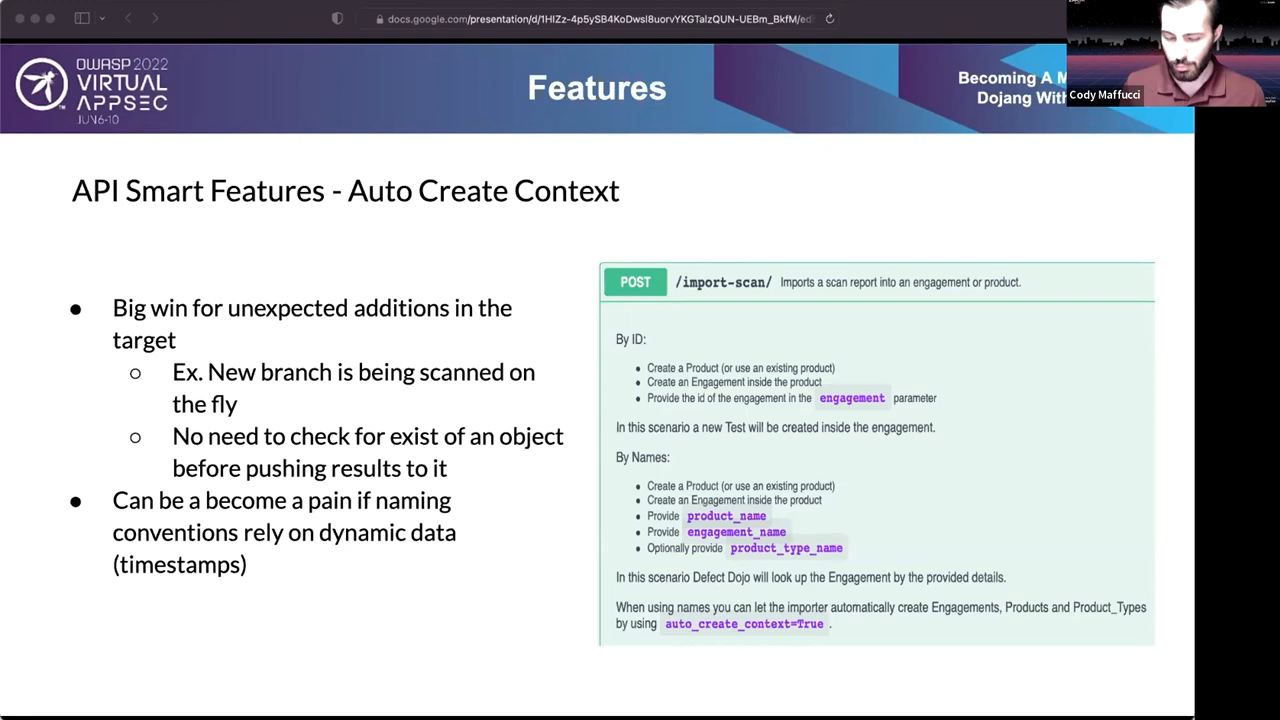 docs.google.com/presentation/d/1HIZz-4p5ySB4KoDwsI8uorvYKGTalzQUN-UEBm_BkfM/ed
OWASP 2022
VIRTUAL
APPSEC
JUN 6-10
Features
Becoming A M
Dojang With
Cody Maffucci
API Smart Features - Auto Create Context
● Big win for unexpected additions in the
target
○ Ex. New branch is being scanned on
the fly
○ No need to check for exist of an object
before pushing results to it
● Can be a become a pain if naming
conventions rely on dynamic data
(timestamps)
POST /import-scan/ Imports a scan report into an engagement or product.
By ID:
• Create a Product (or use an existing product)
• Create an Engagement inside the product
• Provide the id of the engagement in the engagement parameter
In this scenario a new Test will be created inside the engagement.
By Names:
• Create a Product (or use an existing product)
• Create an Engagement inside the product
• Provide product_name
• Provide engagement_name
• Optionally provide product_type_name
In this scenario Defect Dojo will look up the Engagement by the provided details.
When using names you can let the importer automatically create Engagements, Products and Product_Types
by using auto_create_context=True .